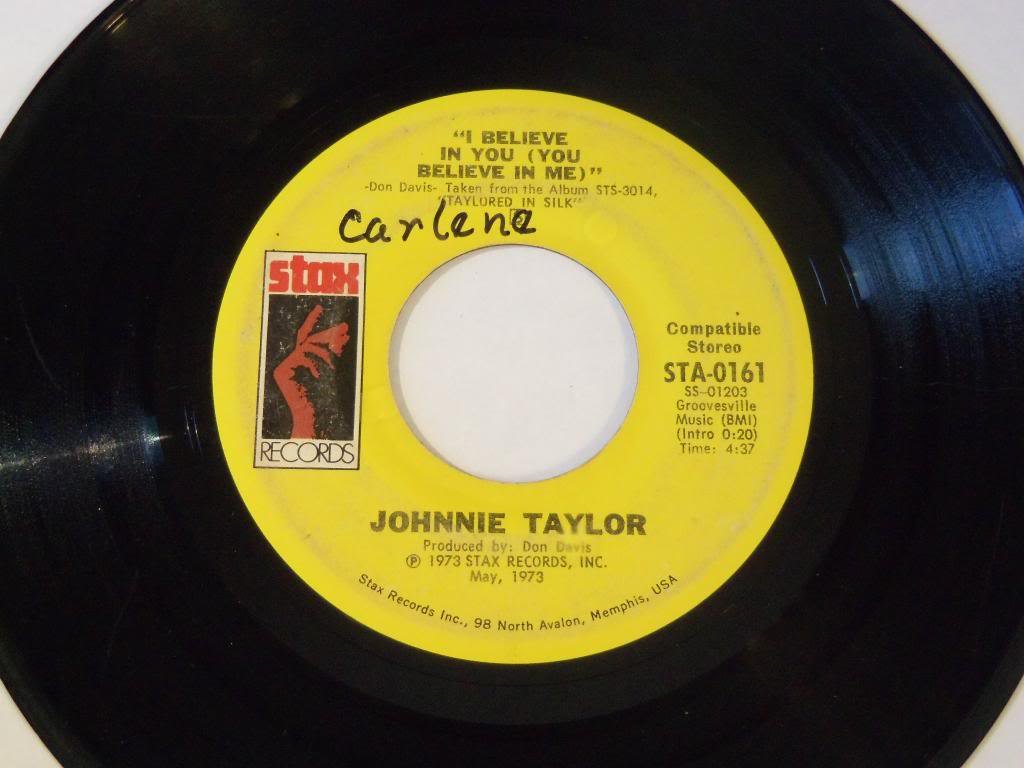 "I BELIEVE
IN YOU (YOU
BELIEVE IN ME)"
-Don Davis- Taken from the Album STS-3014,
"TAYLORED IN SILK"
Carlene
stax
RECORDS
Compatible
Stereo
STA-0161
SS-01203
Groovesville
Music (BMI)
(Intro 0:20)
Time: 4:37
JOHNNIE TAYLOR
Produced by: Don Davis
℗ 1973 STAX RECORDS, INC.
May, 1973
Stax Records Inc., 98 North Avalon, Memphis, USA